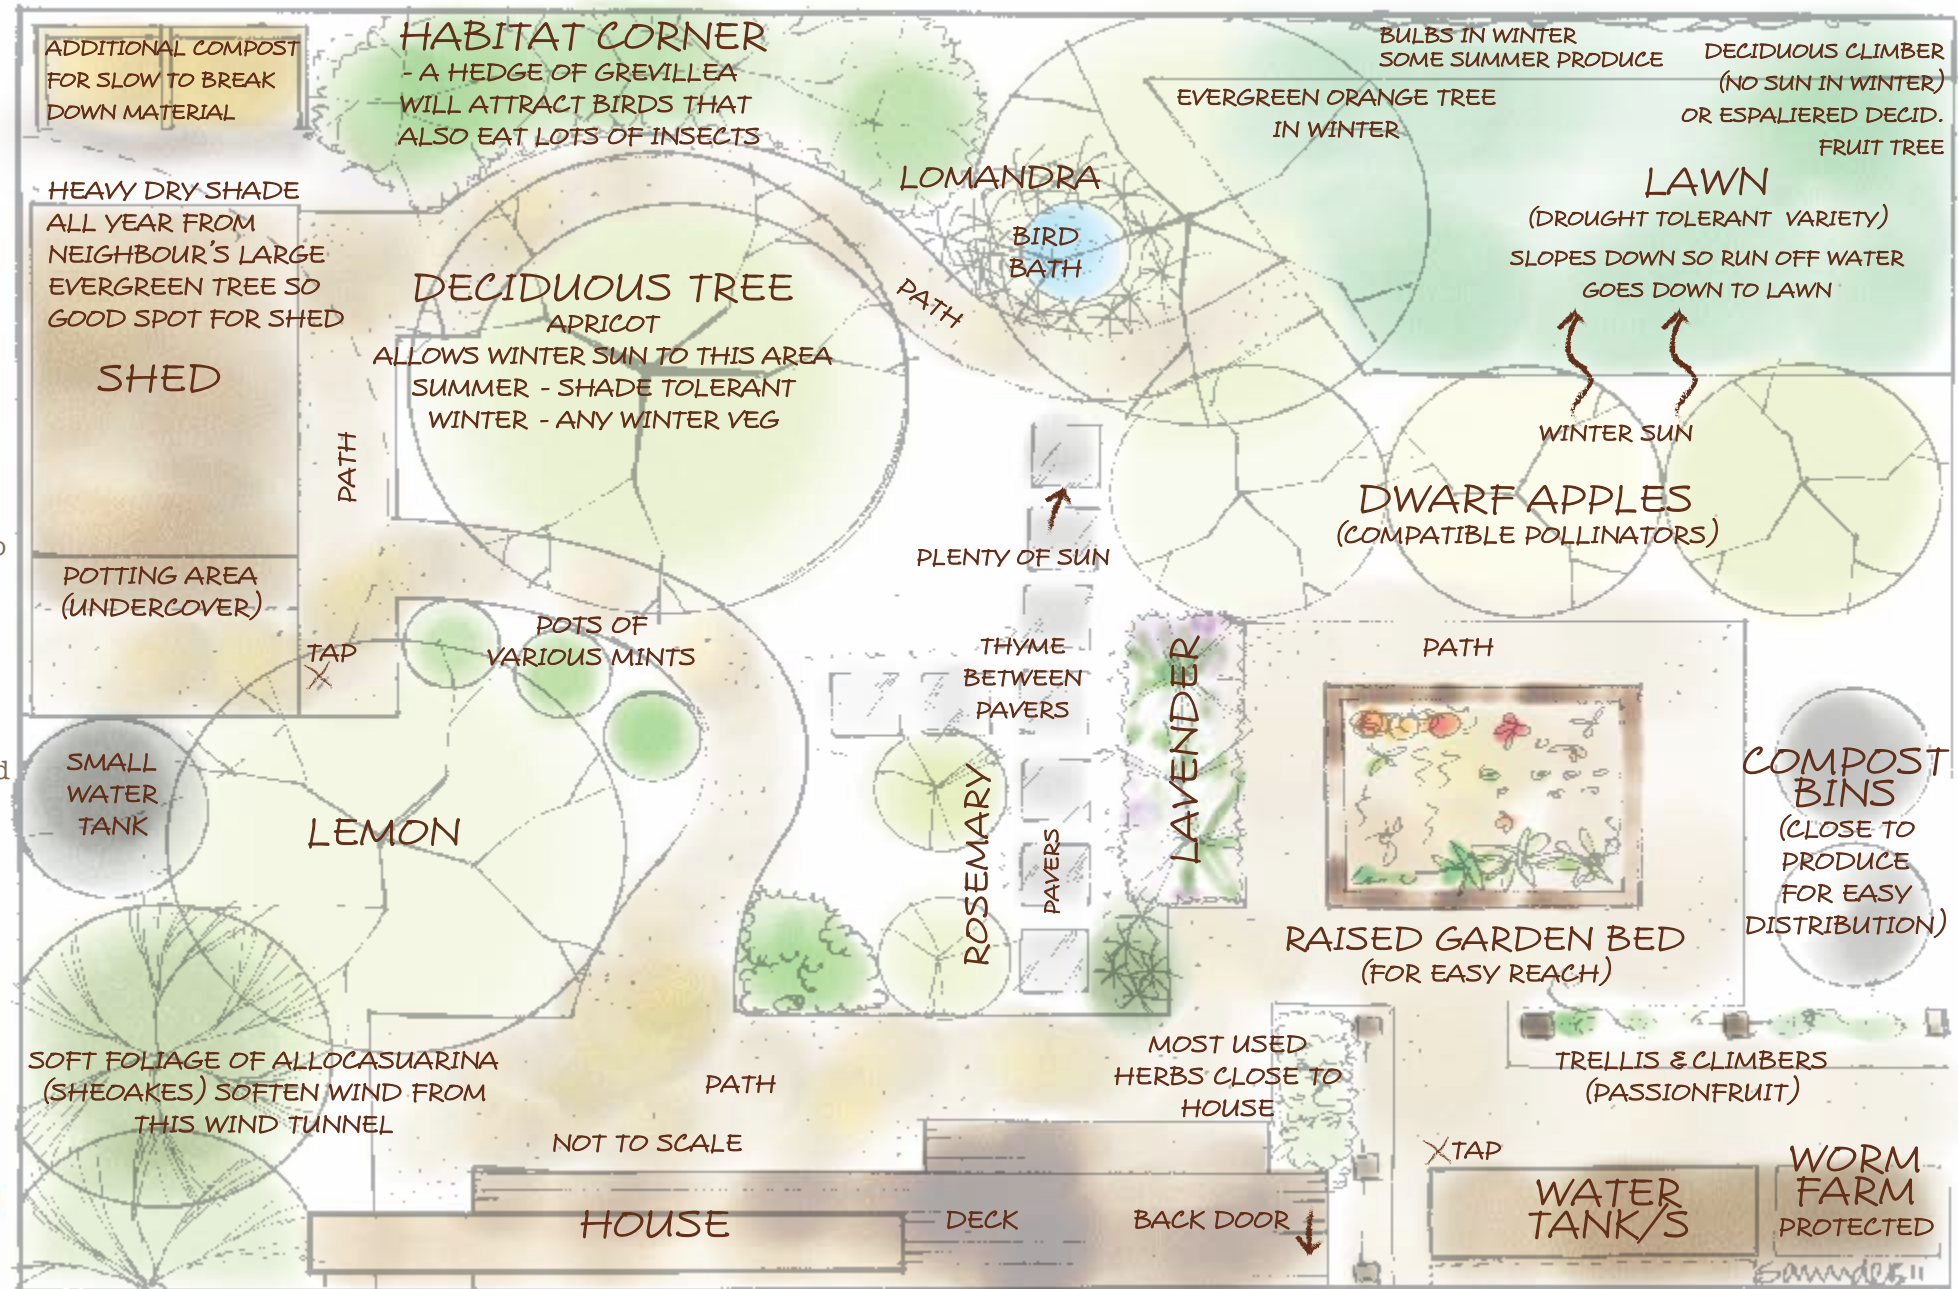 ADDITIONAL COMPOST
FOR SLOW TO BREAK
DOWN MATERIAL
HABITAT CORNER
- A HEDGE OF GREVILLEA
WILL ATTRACT BIRDS THAT
ALSO EAT LOTS OF INSECTS
BULBS IN WINTER
SOME SUMMER PRODUCE
EVERGREEN ORANGE TREE
IN WINTER
DECIDUOUS CLIMBER
(NO SUN IN WINTER)
OR ESPALIERED DECID.
FRUIT TREE
LAWN
(DROUGHT TOLERANT VARIETY)
SLOPES DOWN SO RUN OFF WATER
GOES DOWN TO LAWN
LOMANDRA
BIRD
BATH
PATH
HEAVY DRY SHADE
ALL YEAR FROM
NEIGHBOUR'S LARGE
EVERGREEN TREE SO
GOOD SPOT FOR SHED
SHED
PATH
DECIDUOUS TREE
APRICOT
ALLOWS WINTER SUN TO THIS AREA
SUMMER - SHADE TOLERANT
WINTER - ANY WINTER VEG
WINTER SUN
DWARF APPLES
(COMPATIBLE POLLINATORS)
PLENTY OF SUN
POTTING AREA
(UNDERCOVER)
TAP
POTS OF
VARIOUS MINTS
THYME
BETWEEN
PAVERS
LAVENDER
PATH
SMALL
WATER
TANK
LEMON
ROSEMARY
PAVERS
COMPOST
BINS
(CLOSE TO
PRODUCE
FOR EASY
DISTRIBUTION)
RAISED GARDEN BED
(FOR EASY REACH)
SOFT FOLIAGE OF ALLOCASUARINA
(SHEOAKES) SOFTEN WIND FROM
THIS WIND TUNNEL
PATH
MOST USED
HERBS CLOSE TO
HOUSE
TRELLIS & CLIMBERS
(PASSIONFRUIT)
NOT TO SCALE
TAP
HOUSE
DECK
BACK DOOR
WATER
TANK/S
WORM
FARM
PROTECTED